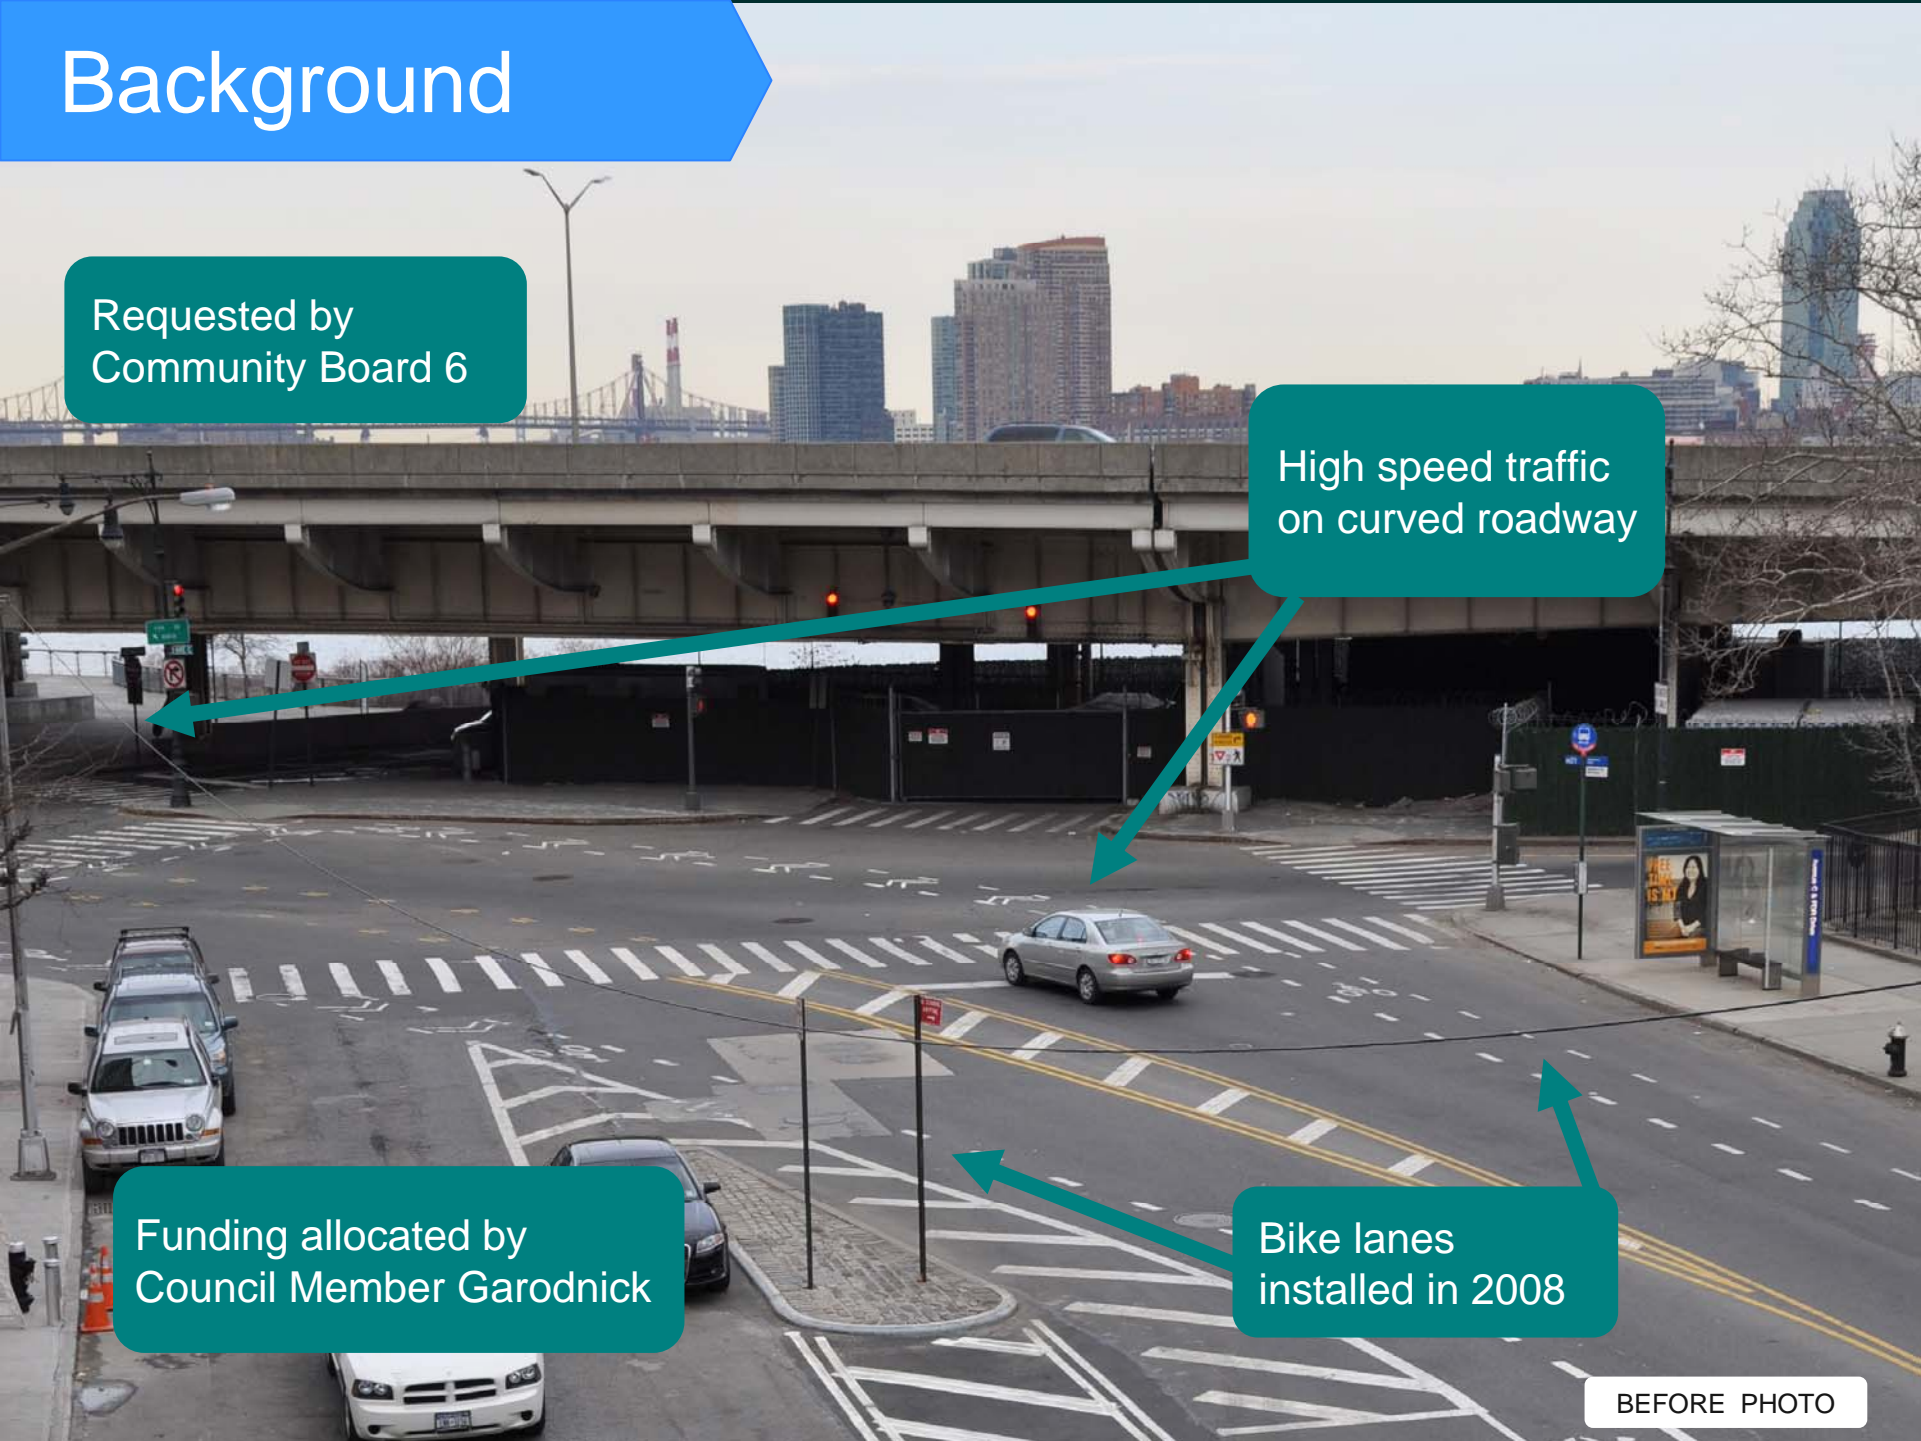 Background
Requested by
Community Board 6
High speed traffic
on curved roadway
FREE
Funding allocated by
Council Member Garodnick
Bike lanes
installed in 2008
BEFORE PHOTO